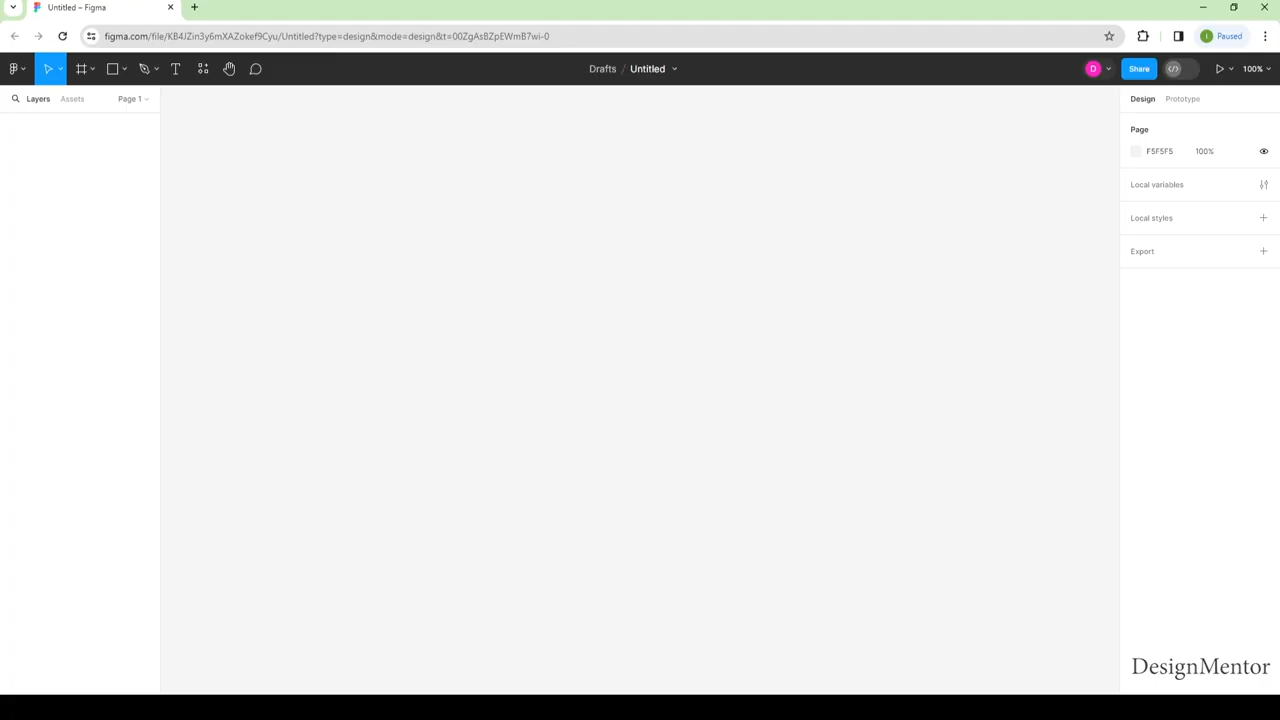 Untitled – Figma
figma.com/file/KB4JZin3y6mXAZokef9Cyu/Untitled?type=design&mode=design&t=00ZgAsBZpEWmB7wi-0
Paused
Drafts / Untitled
D
Share
100%
Layers
Assets
Page 1
Design
Prototype
Page
F5F5F5
100%
Local variables
Local styles
Export
DesignMentor